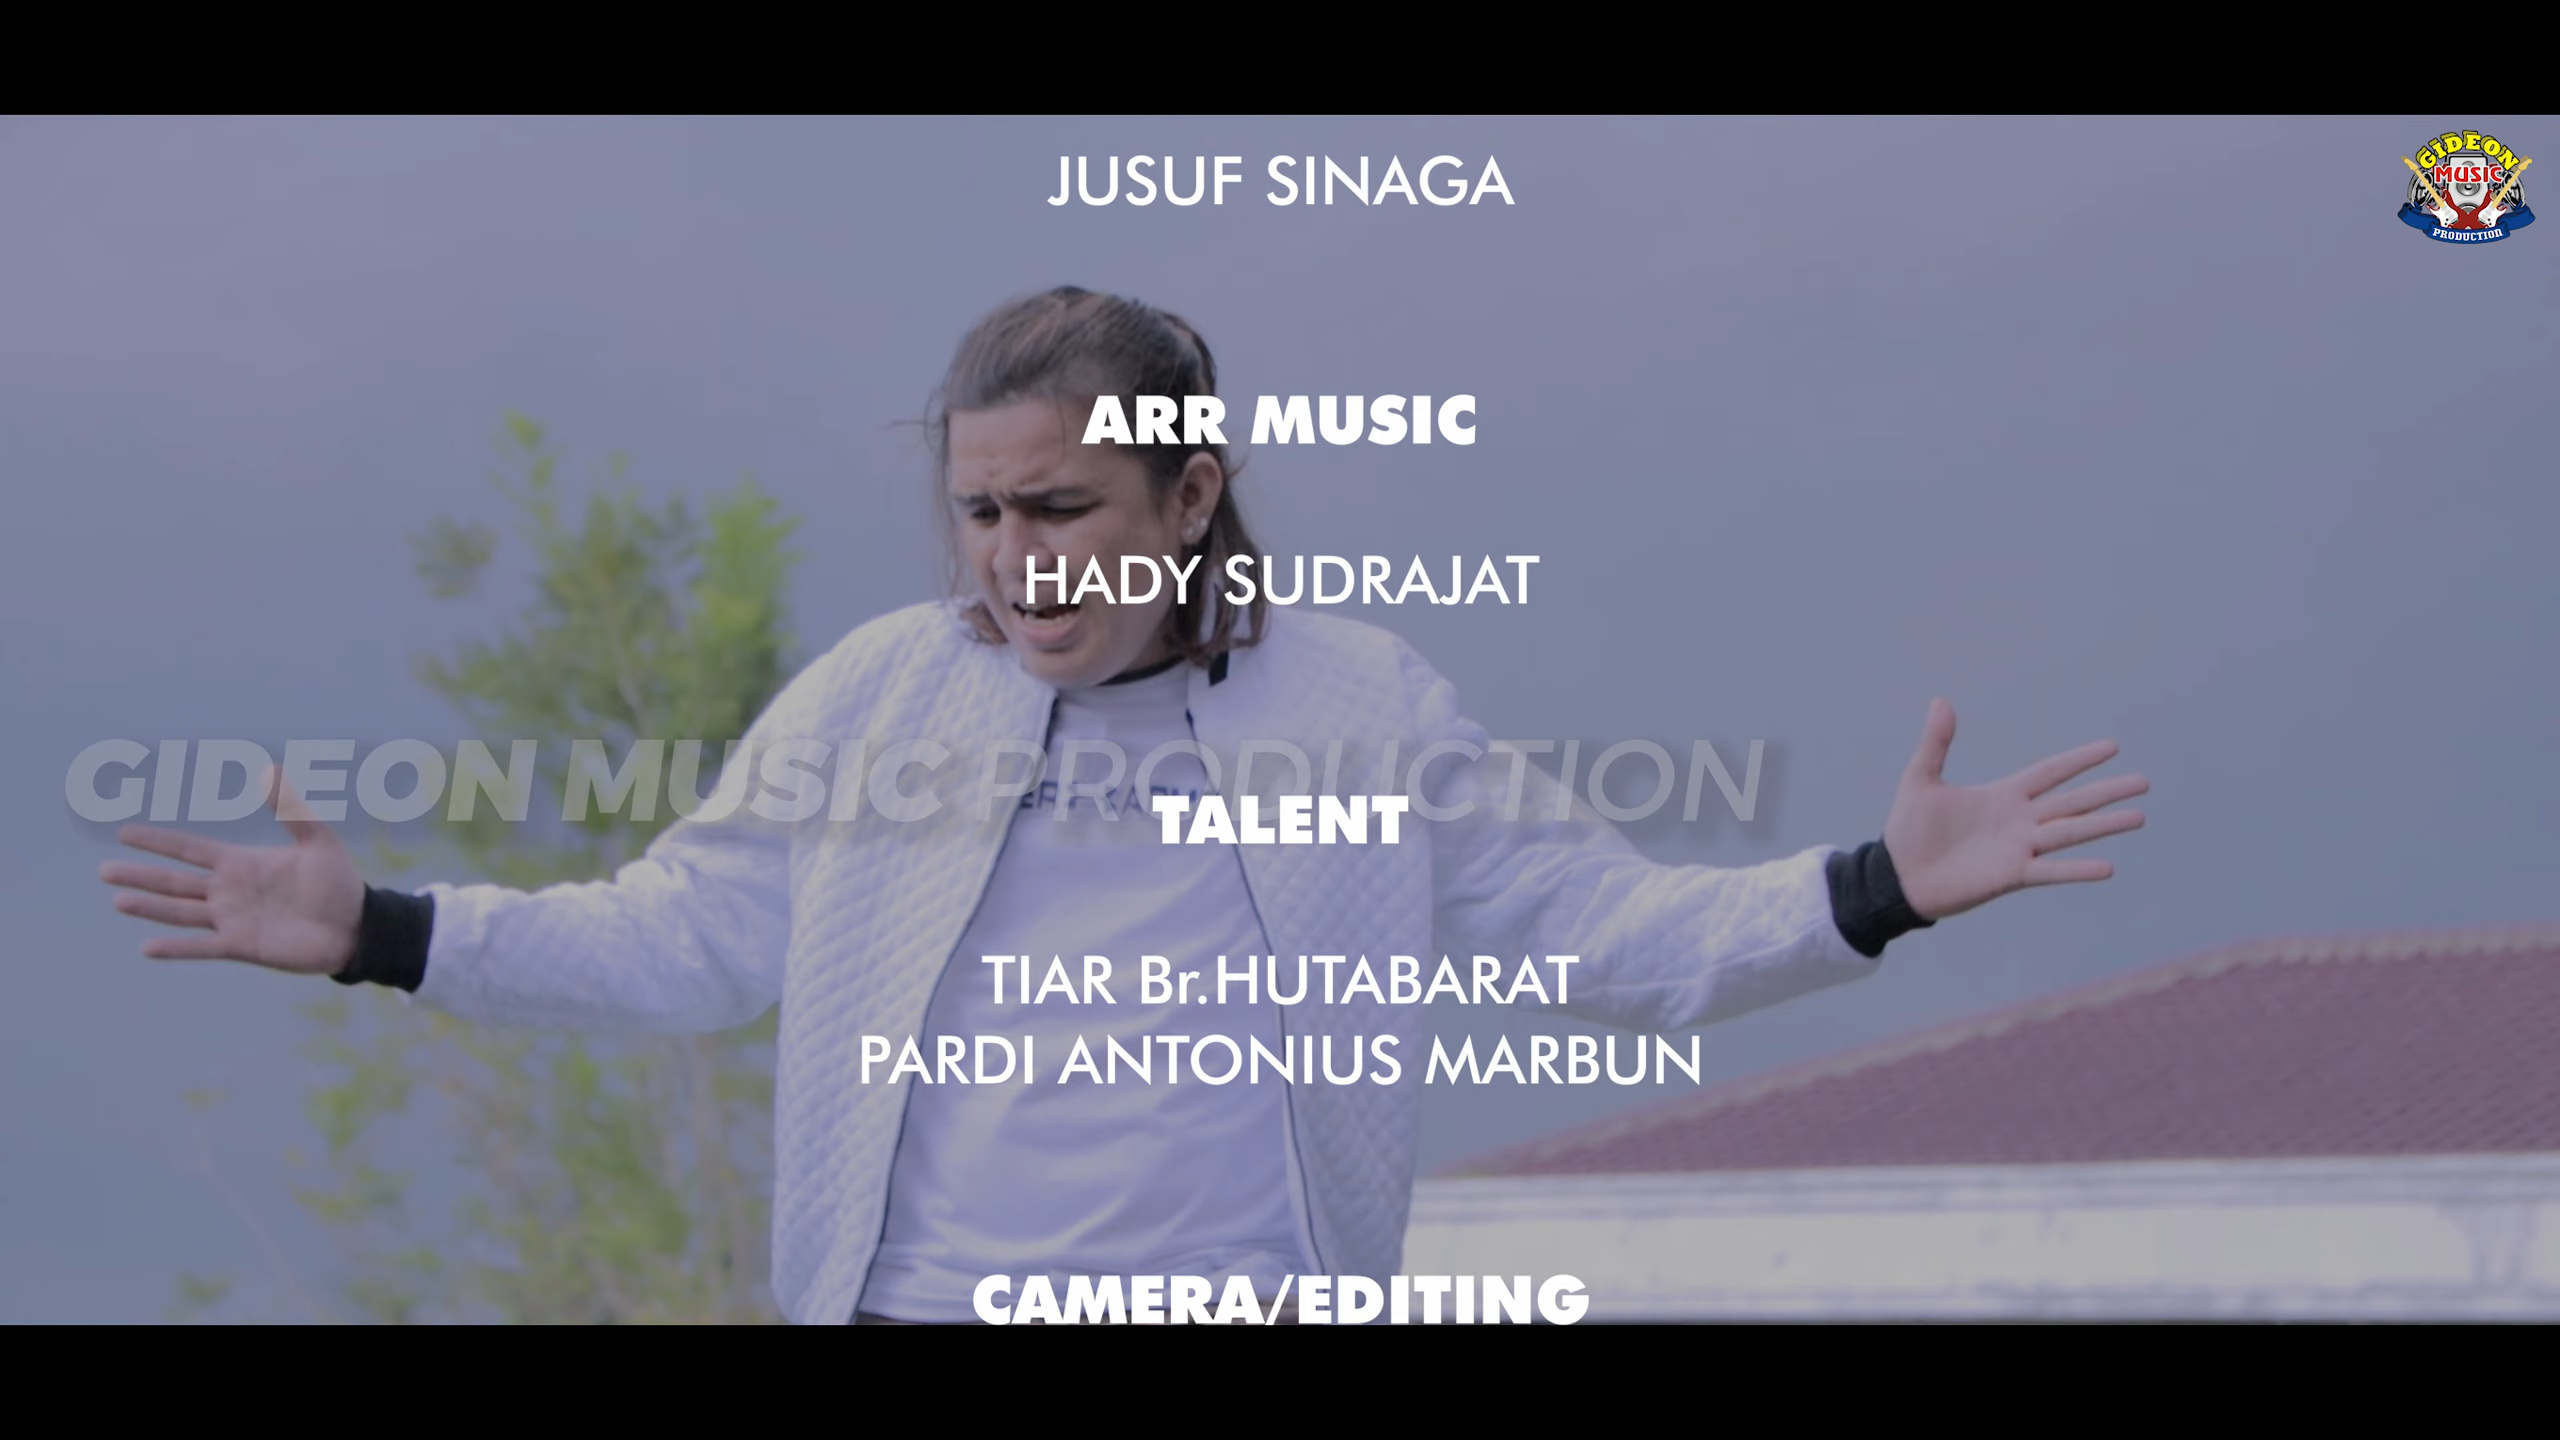 JUSUF SINAGA
GIDEON
MUSIC
PRODUCTION
ARR MUSIC
HADY SUDRAJAT
GIDEON MUSIC PRODUCTION
TALENT
TIAR Br.HUTABARAT
PARDI ANTONIUS MARBUN
CAMERA/EDITING